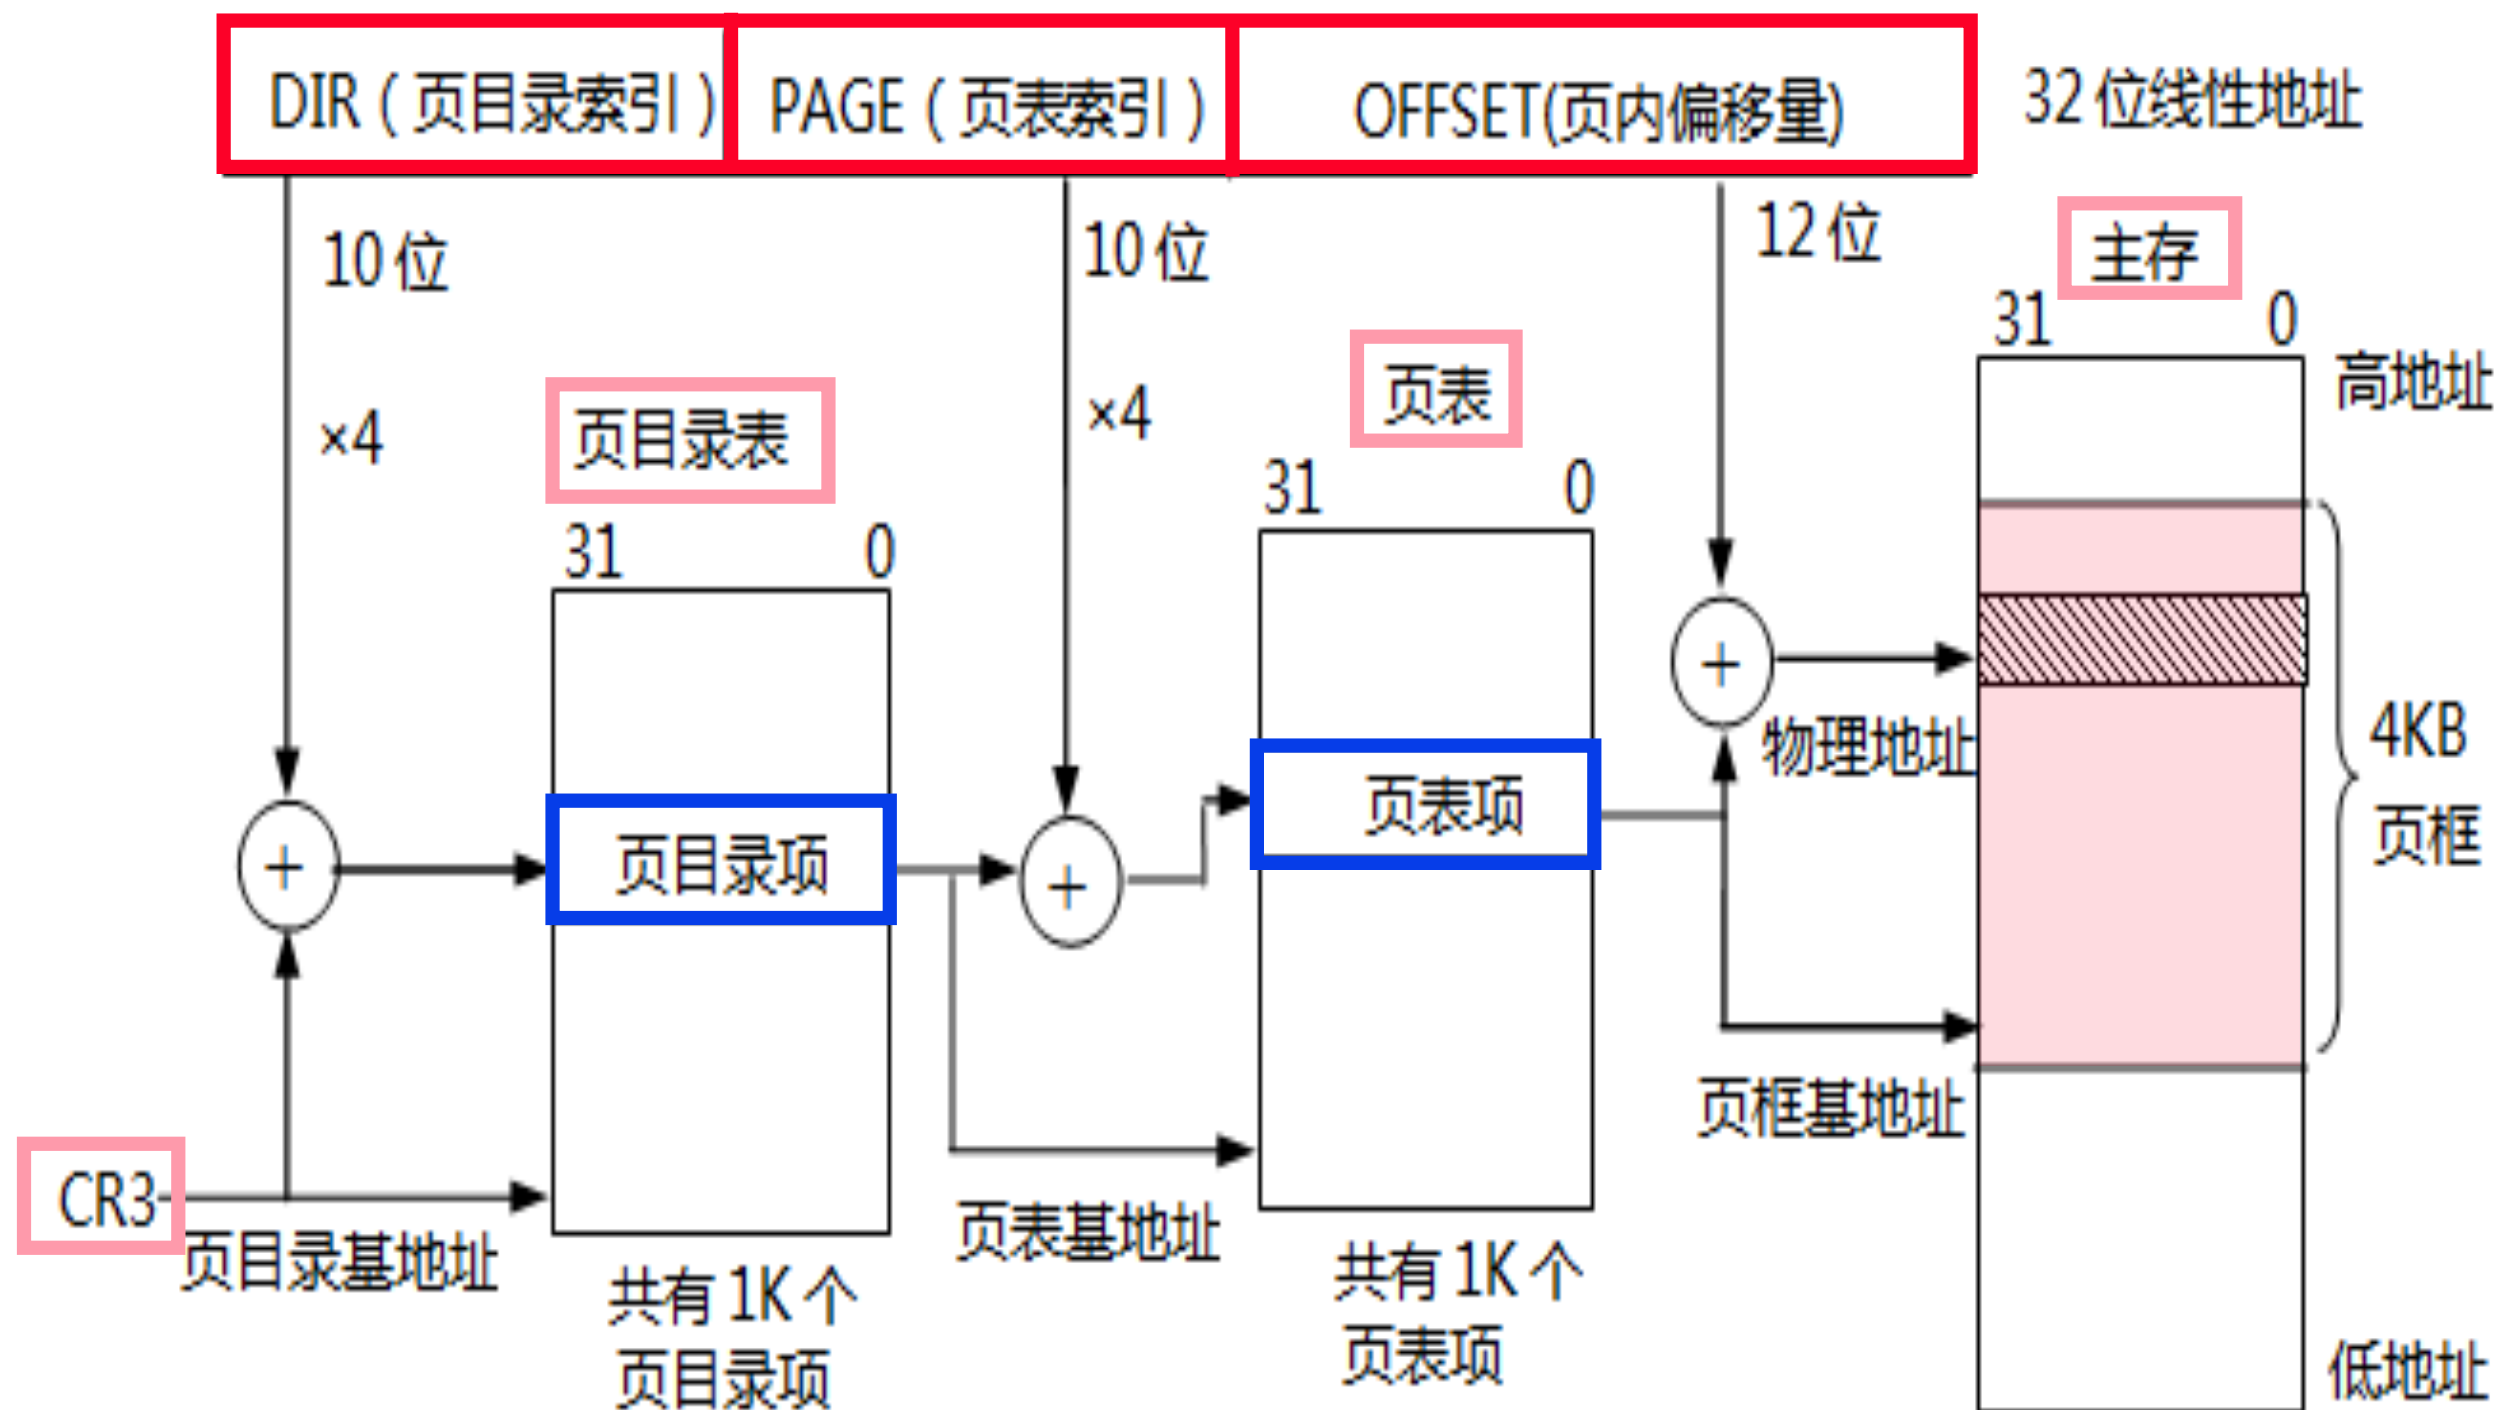 DIR（页目录索引）
PAGE（页表索引）
OFFSET(页内偏移量)
32 位线性地址
10 位
10 位
12 位
主存
31
0
高地址
×4
×4
页表
页目录表
31
0
31
0
+
物理地址
4KB
页框
页表项
页目录项
+
+
CR3
页目录基地址
页表基地址
页框基地址
共有 1K 个
页目录项
共有 1K 个
页表项
低地址